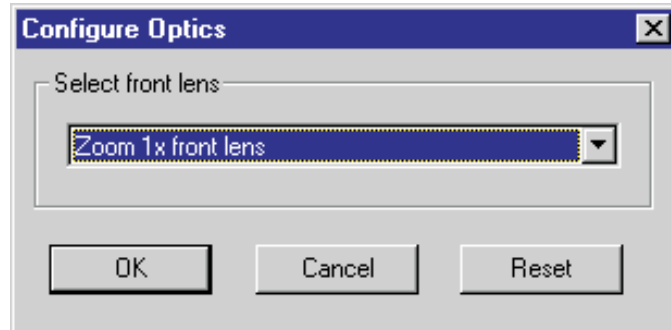 Configure Optics
Select front lens
Zoom 1x front lens
OK Cancel Reset